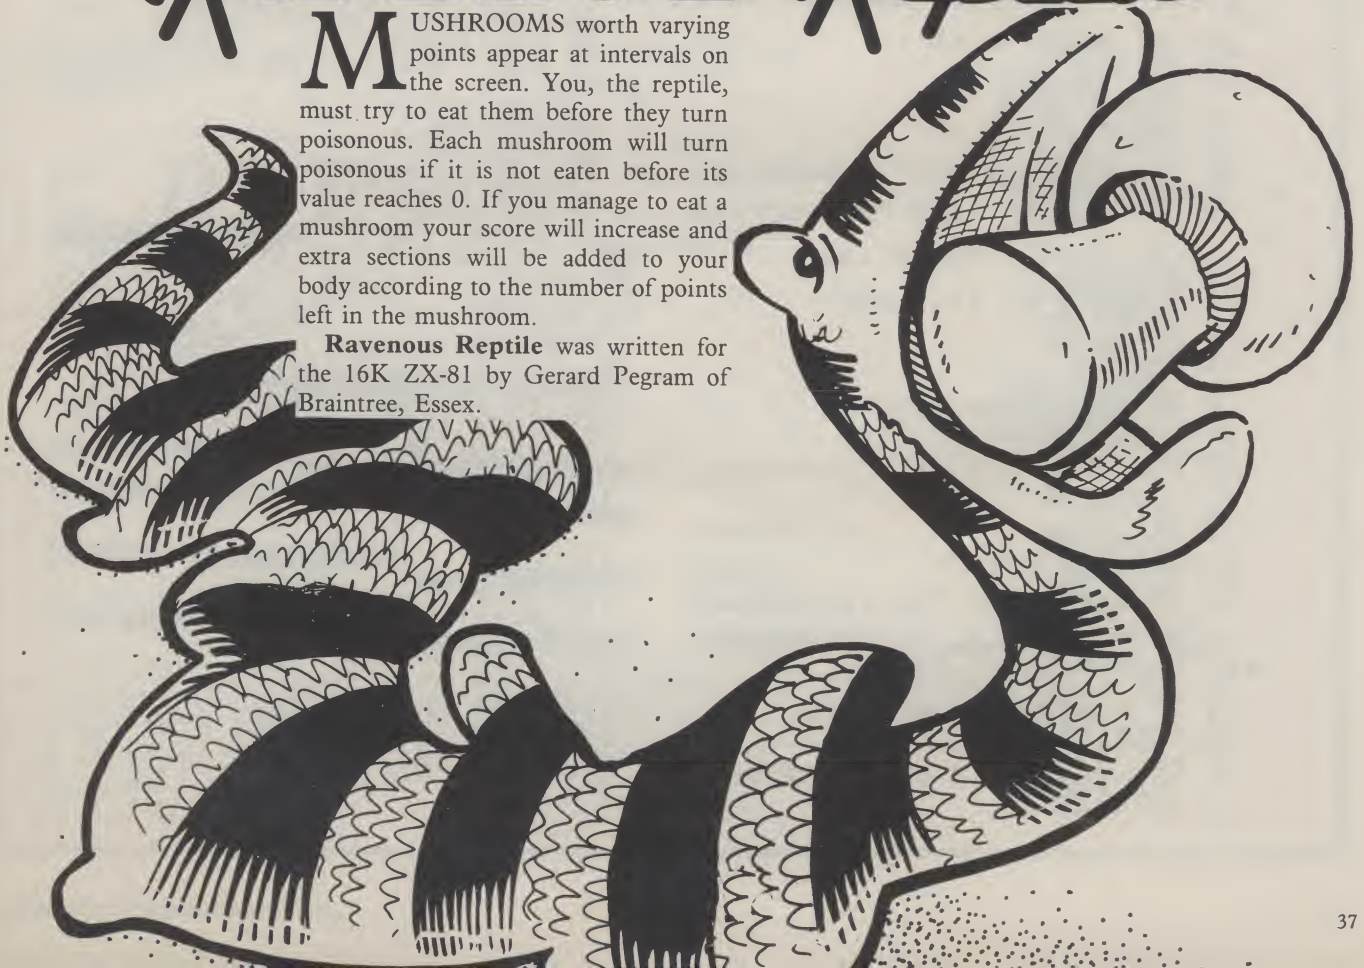 MUSHROOMS worth varying
points appear at intervals on
the screen. You, the reptile,
must try to eat them before they turn
poisonous. Each mushroom will turn
poisonous if it is not eaten before its
value reaches 0. If you manage to eat a
mushroom your score will increase and
extra sections will be added to your
body according to the number of points
left in the mushroom.
Ravenous Reptile was written for
the 16K ZX-81 by Gerard Pegram of
Braintree, Essex.
37